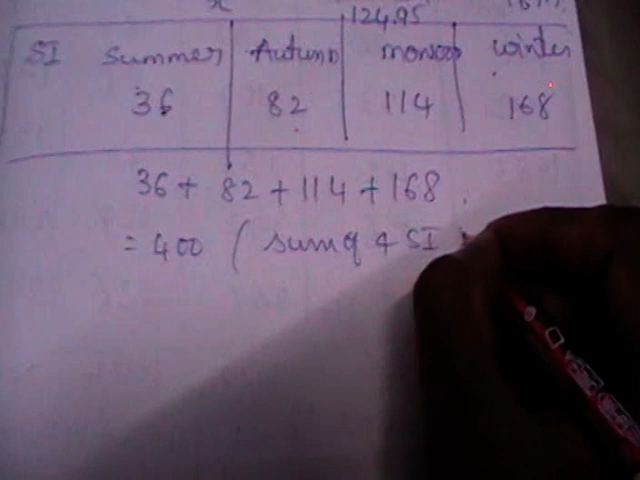 124.95
SI Summer Autumn monsoon winter
36 82 114 168
36 + 82 + 114 + 168
= 400 ( sum of 4 SI